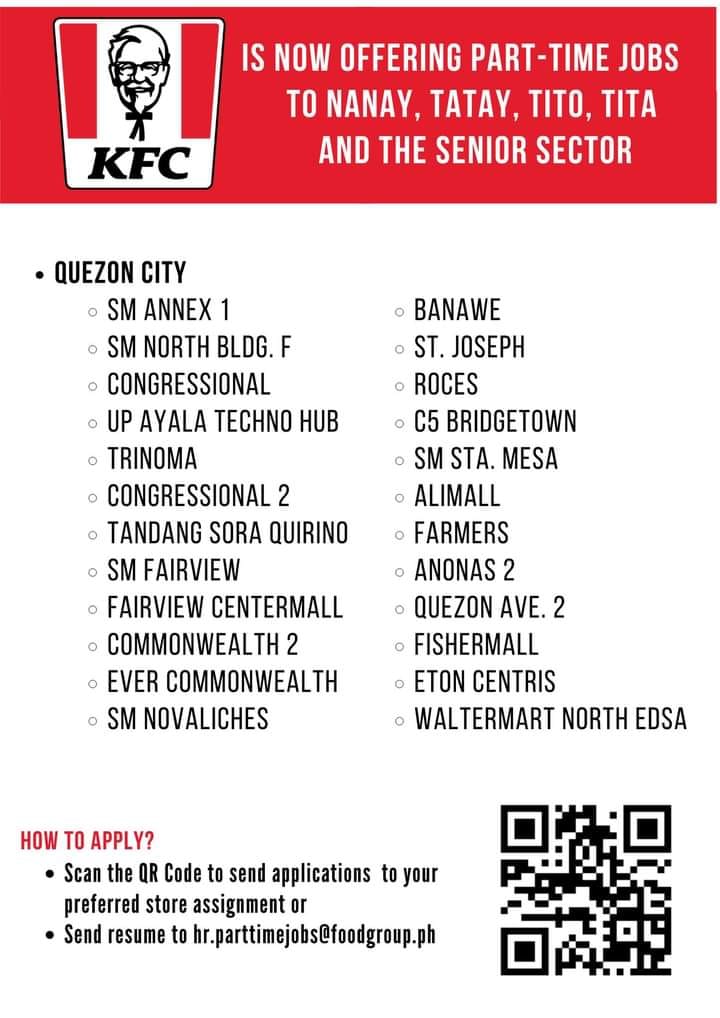 KFC
IS NOW OFFERING PART-TIME JOBS
TO NANAY, TATAY, TITO, TITA
AND THE SENIOR SECTOR
• QUEZON CITY
○ SM ANNEX 1
○ SM NORTH BLDG. F
○ CONGRESSIONAL
○ UP AYALA TECHNO HUB
○ TRINOMA
○ CONGRESSIONAL 2
○ TANDANG SORA QUIRINO
○ SM FAIRVIEW
○ FAIRVIEW CENTERMALL
○ COMMONWEALTH 2
○ EVER COMMONWEALTH
○ SM NOVALICHES
○ BANAWE
○ ST. JOSEPH
○ ROCES
○ C5 BRIDGETOWN
○ SM STA. MESA
○ ALIMALL
○ FARMERS
○ ANONAS 2
○ QUEZON AVE. 2
○ FISHERMALL
○ ETON CENTRIS
○ WALTERMART NORTH EDSA
HOW TO APPLY?
• Scan the QR Code to send applications to your
preferred store assignment or
• Send resume to hr.parttimejobs@foodgroup.ph